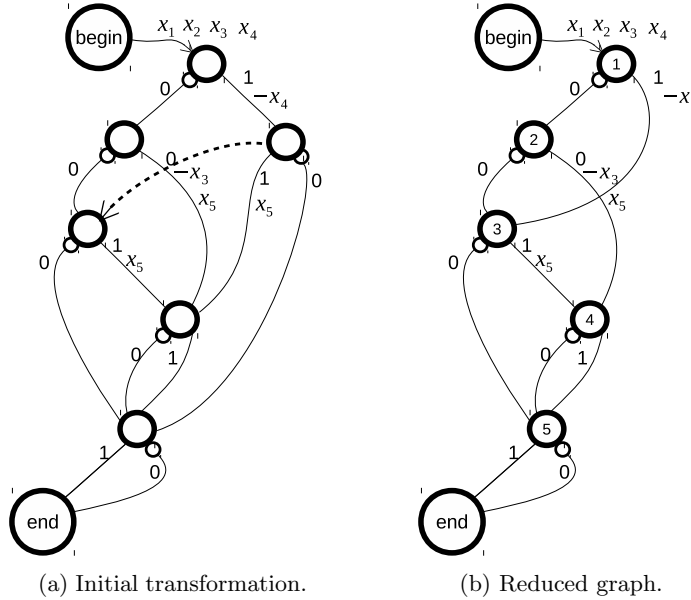 x₁ x₂ x₃ x₄
begin
0
1
−x₄
0
0
−x₃
x₅
1
x₅
0
0
1
x₅
0
1
1
0
end
(a) Initial transformation.
x₁ x₂ x₃ x₄
begin
1
0
1
−x
2
0
0
−x₃
x₅
3
0
1
x₅
4
0
1
5
1
0
end
(b) Reduced graph.